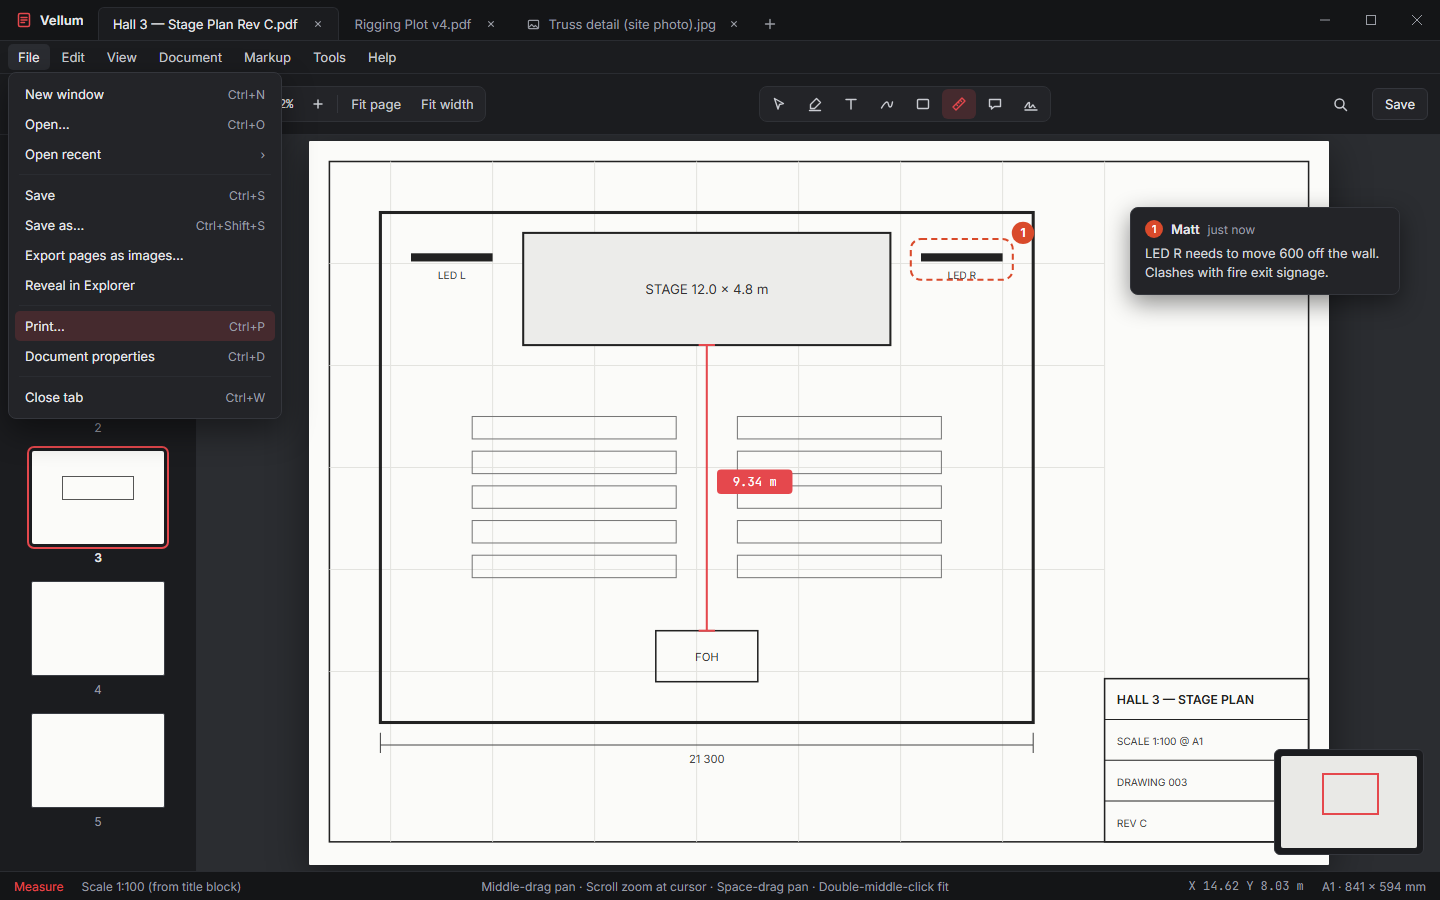 Vellum
Hall 3 — Stage Plan Rev C.pdf ×
Rigging Plot v4.pdf ×
Truss detail (site photo).jpg ×
File Edit View Document Markup Tools Help
New window Ctrl+N
Open... Ctrl+O
Open recent ›
Save Ctrl+S
Save as... Ctrl+Shift+S
Export pages as images...
Reveal in Explorer
Print... Ctrl+P
Document properties Ctrl+D
Close tab Ctrl+W
2% + Fit page Fit width
T
Save
2
3
4
5
LED L
STAGE 12.0 × 4.8 m
LED R
1
1 Matt just now
LED R needs to move 600 off the wall.
Clashes with fire exit signage.
9.34 m
FOH
21 300
HALL 3 — STAGE PLAN
SCALE 1:100 @ A1
DRAWING 003
REV C
Measure Scale 1:100 (from title block)
Middle-drag pan · Scroll zoom at cursor · Space-drag pan · Double-middle-click fit
X 14.62 Y 8.03 m A1 · 841 × 594 mm